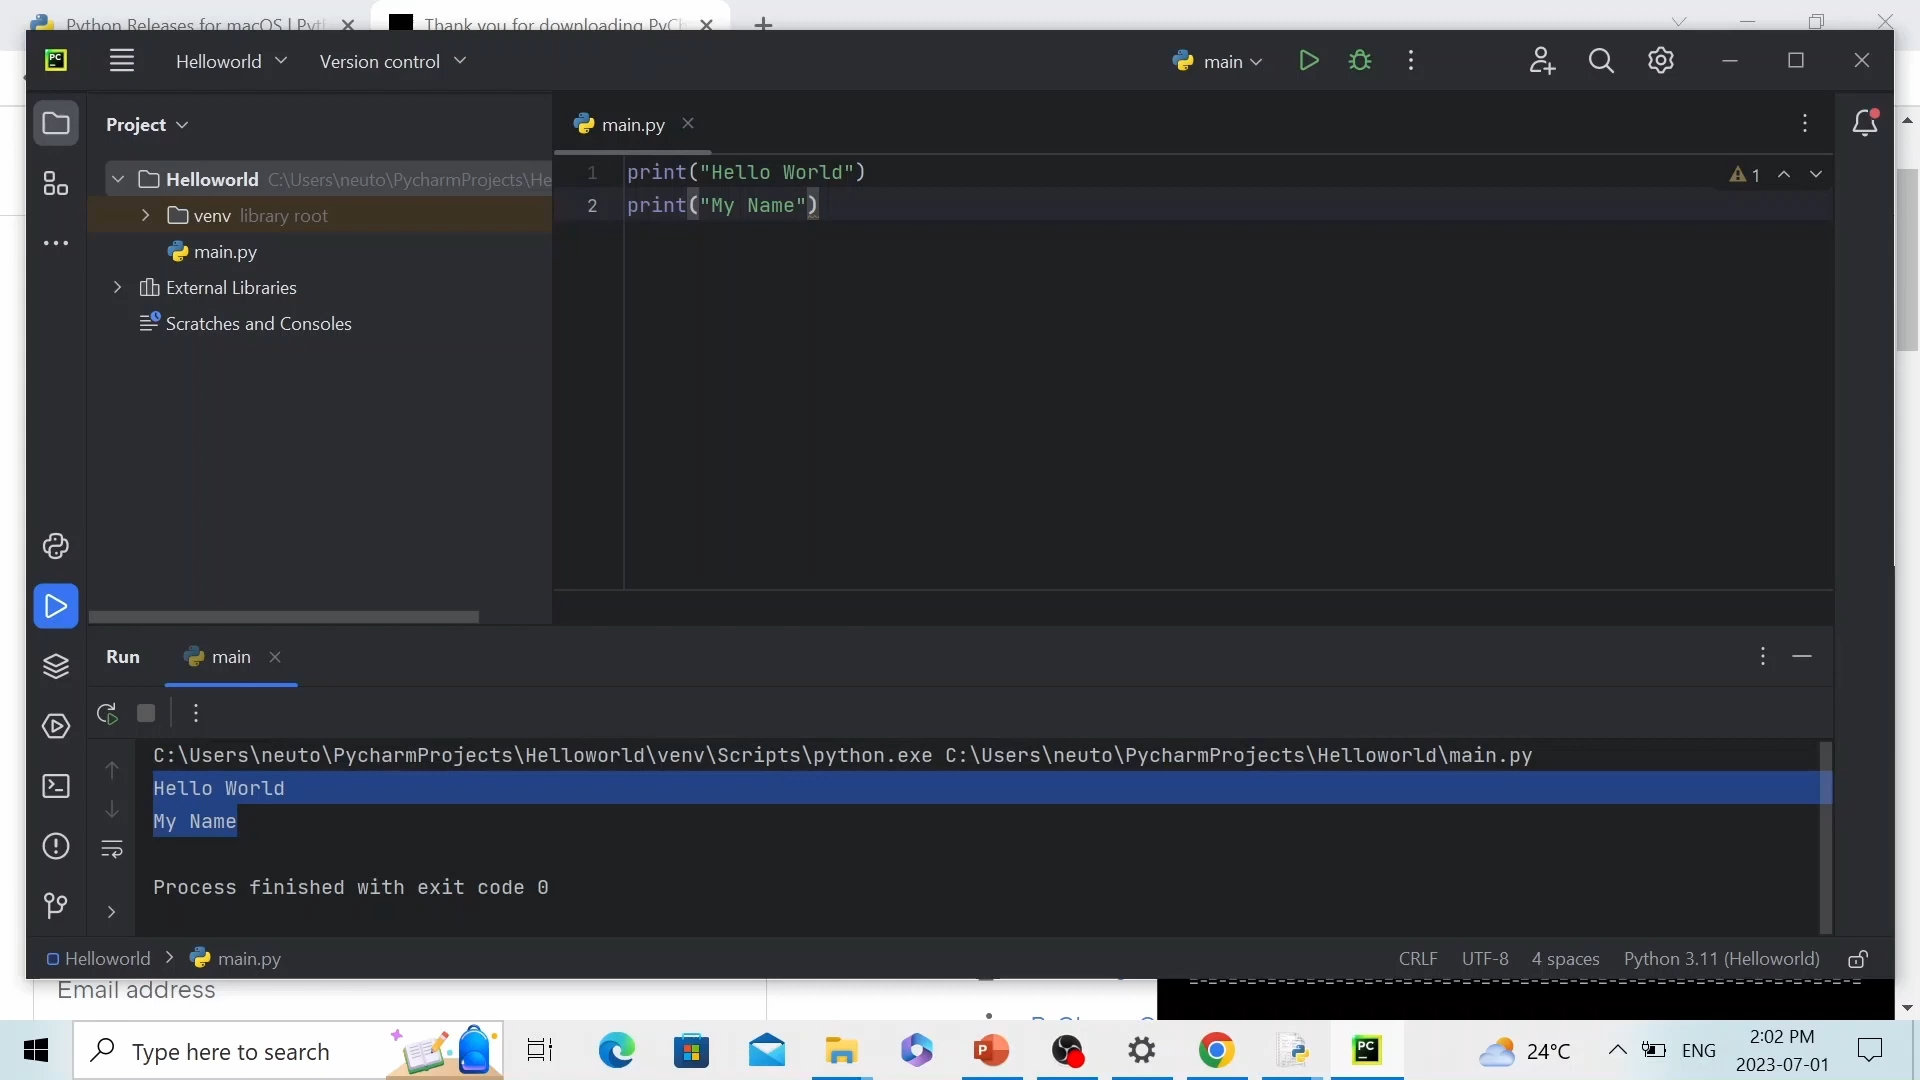 Python Releases for macOS | Pyth
Thank you for downloading PyCh
PC
Helloworld
Version control
main
Project
main.py
Helloworld C:\Users\neuto\PycharmProjects\He
venv library root
main.py
External Libraries
Scratches and Consoles
1 print("Hello World")
2 print("My Name")
1
Run
main
C:\Users\neuto\PycharmProjects\Helloworld\venv\Scripts\python.exe C:\Users\neuto\PycharmProjects\Helloworld\main.py
Hello World
My Name
Process finished with exit code 0
Helloworld
main.py
CRLF
UTF-8
4 spaces
Python 3.11 (Helloworld)
Email address
Type here to search
P
PC
24°C
ENG
2:02 PM
2023-07-01